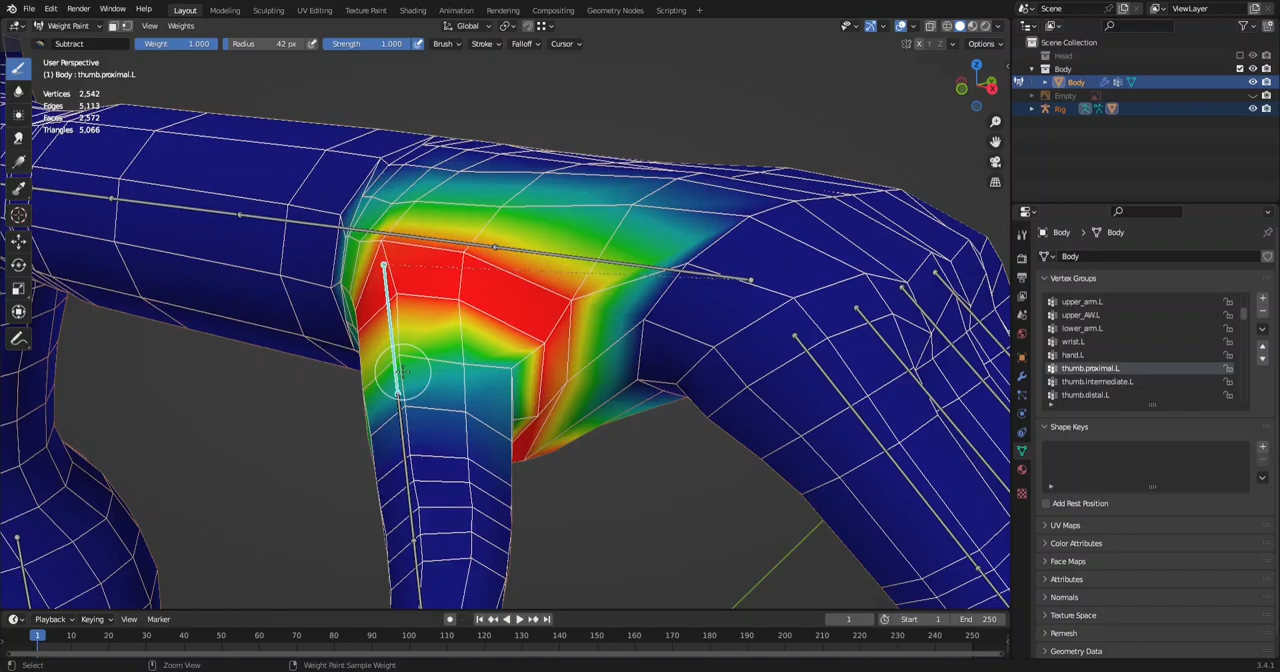 File Edit Render Window Help Layout Modeling Sculpting UV Editing Texture Paint Shading Animation Rendering Compositing Geometry Nodes Scripting + Scene ViewLayer
Weight Paint View Weights Global
Subtract Weight 1.000 Radius 42 px Strength 1.000 Brush Stroke Falloff Cursor X Y Z Options
User Perspective
(1) Body : thumb.proximal.L
Vertices 2,542
Edges 5,113
Faces 2,572
Triangles 5,066
Scene Collection
Head
Body
Body
Empty
Rig
Body Body
Body
Vertex Groups
upper_arm.L
upper_AW.L
lower_arm.L
wrist.L
hand.L
thumb.proximal.L
thumb.intermediate.L
thumb.distal.L
Shape Keys
Add Rest Position
UV Maps
Color Attributes
Face Maps
Attributes
Normals
Texture Space
Remesh
Geometry Data
Playback Keying View Marker 1 Start 1 End 250
1 10 20 30 40 50 60 70 80 90 100 110 120 130 140 150 160 170 180 190 200 210 220 230 240 250
Select Zoom View Weight Paint Sample Weight 3.4.1